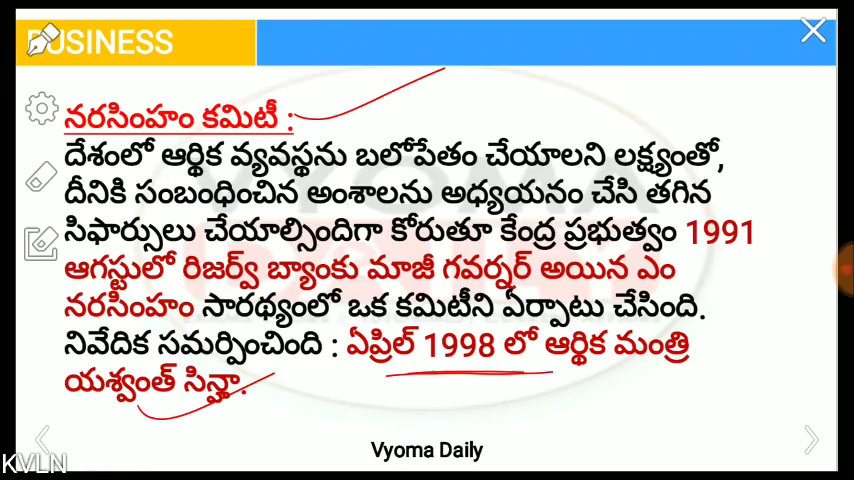 BUSINESS
నరసింహం కమిటీ :
దేశంలో ఆర్థిక వ్యవస్థను బలోపేతం చేయాలని లక్ష్యంతో,
దీనికి సంబంధించిన అంశాలను అధ్యయనం చేసి తగిన
సిఫార్సులు చేయాల్సిందిగా కోరుతూ కేంద్ర ప్రభుత్వం 1991
ఆగస్టులో రిజర్వ్ బ్యాంకు మాజీ గవర్నర్ అయిన ఎం
నరసింహం సారథ్యంలో ఒక కమిటీని ఏర్పాటు చేసింది.
నివేదిక సమర్పించింది : ఏప్రిల్ 1998 లో ఆర్థిక మంత్రి
యశ్వంత్ సిన్హా.
Vyoma Daily
KVLN